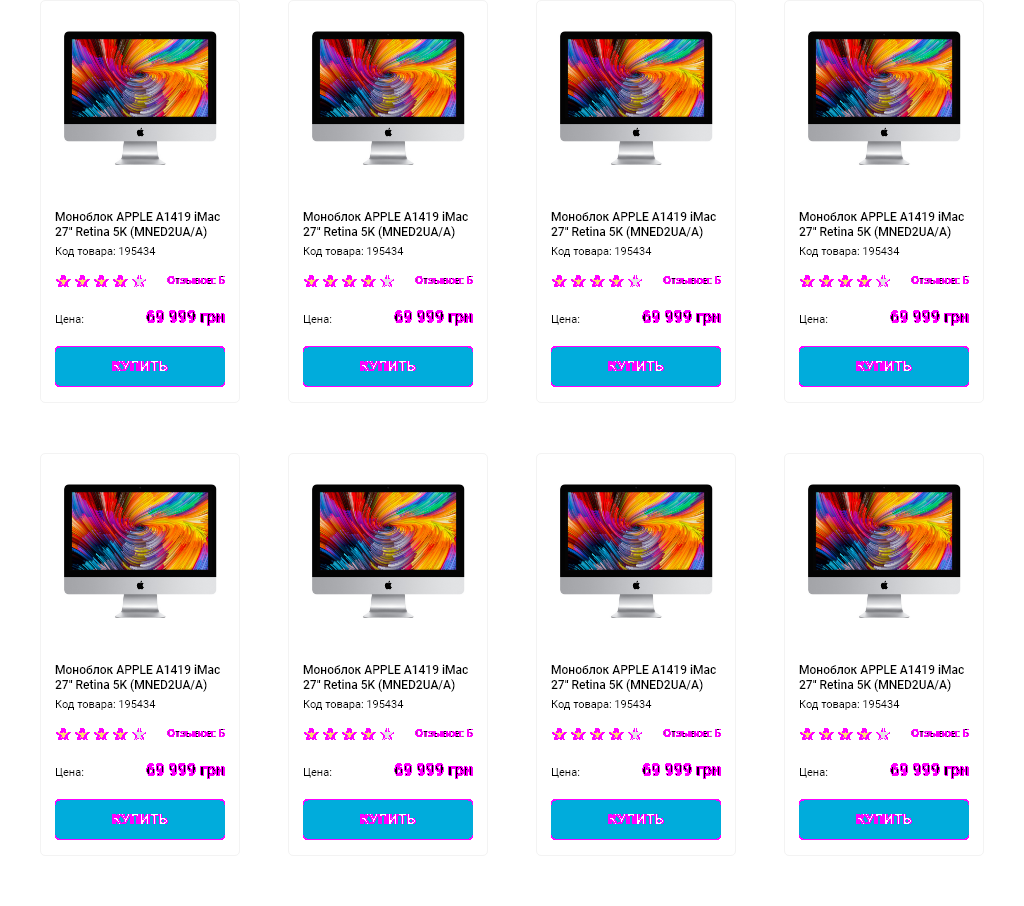 Моноблок APPLE A1419 iMac
27" Retina 5K (MNED2UA/A)
Код товара: 195434
Отзывов: 5
Цена: 69 999 грн
КУПИТЬ
Моноблок APPLE A1419 iMac
27" Retina 5K (MNED2UA/A)
Код товара: 195434
Отзывов: 5
Цена: 69 999 грн
КУПИТЬ
Моноблок APPLE A1419 iMac
27" Retina 5K (MNED2UA/A)
Код товара: 195434
Отзывов: 5
Цена: 69 999 грн
КУПИТЬ
Моноблок APPLE A1419 iMac
27" Retina 5K (MNED2UA/A)
Код товара: 195434
Отзывов: 5
Цена: 69 999 грн
КУПИТЬ
Моноблок APPLE A1419 iMac
27" Retina 5K (MNED2UA/A)
Код товара: 195434
Отзывов: 5
Цена: 69 999 грн
КУПИТЬ
Моноблок APPLE A1419 iMac
27" Retina 5K (MNED2UA/A)
Код товара: 195434
Отзывов: 5
Цена: 69 999 грн
КУПИТЬ
Моноблок APPLE A1419 iMac
27" Retina 5K (MNED2UA/A)
Код товара: 195434
Отзывов: 5
Цена: 69 999 грн
КУПИТЬ
Моноблок APPLE A1419 iMac
27" Retina 5K (MNED2UA/A)
Код товара: 195434
Отзывов: 5
Цена: 69 999 грн
КУПИТЬ